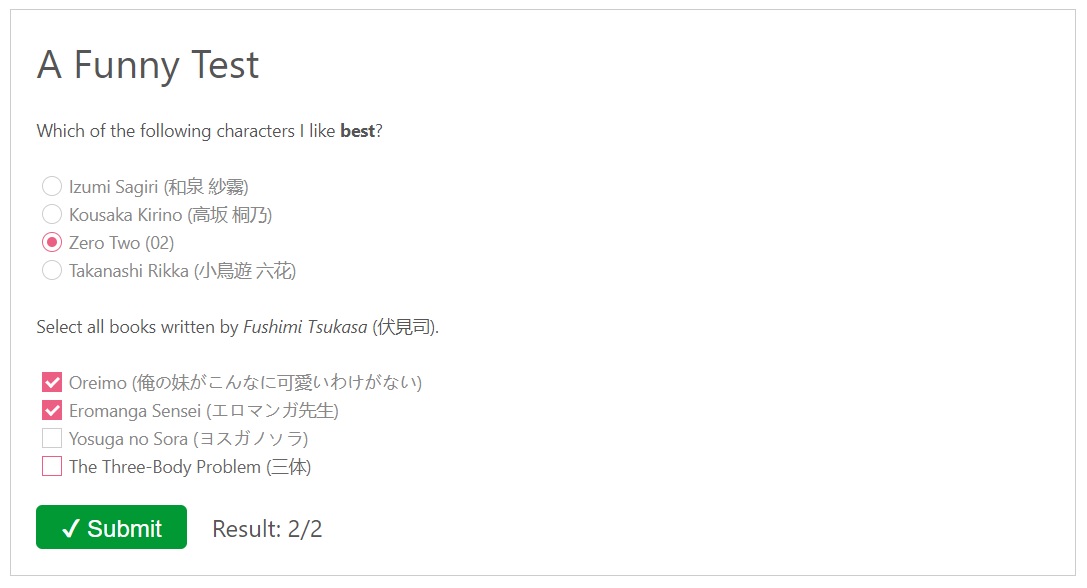 A Funny Test
Which of the following characters I like best?
Izumi Sagiri (和泉 紗霧)
Kousaka Kirino (高坂 桐乃)
Zero Two (02)
Takanashi Rikka (小鳥遊 六花)
Select all books written by Fushimi Tsukasa (伏見司).
Oreimo (俺の妹がこんなに可愛いわけがない)
Eromanga Sensei (エロマンガ先生)
Yosuga no Sora (ヨスガノソラ)
The Three-Body Problem (三体)
✓ Submit Result: 2/2